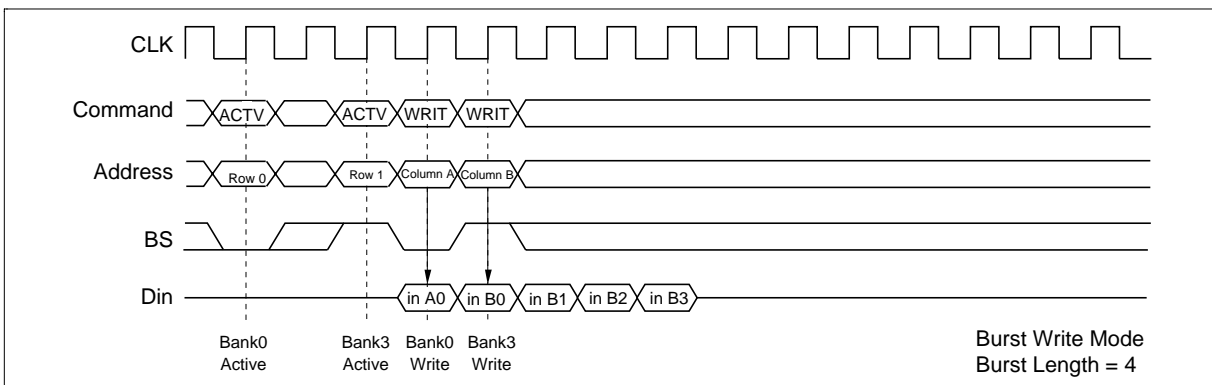 CLK
Command ACTV ACTV WRIT WRIT
Address Row 0 Row 1 Column A Column B
BS
Din in A0 in B0 in B1 in B2 in B3
Bank0 Bank3 Bank0 Bank3
Active Active Write Write
Burst Write Mode
Burst Length = 4